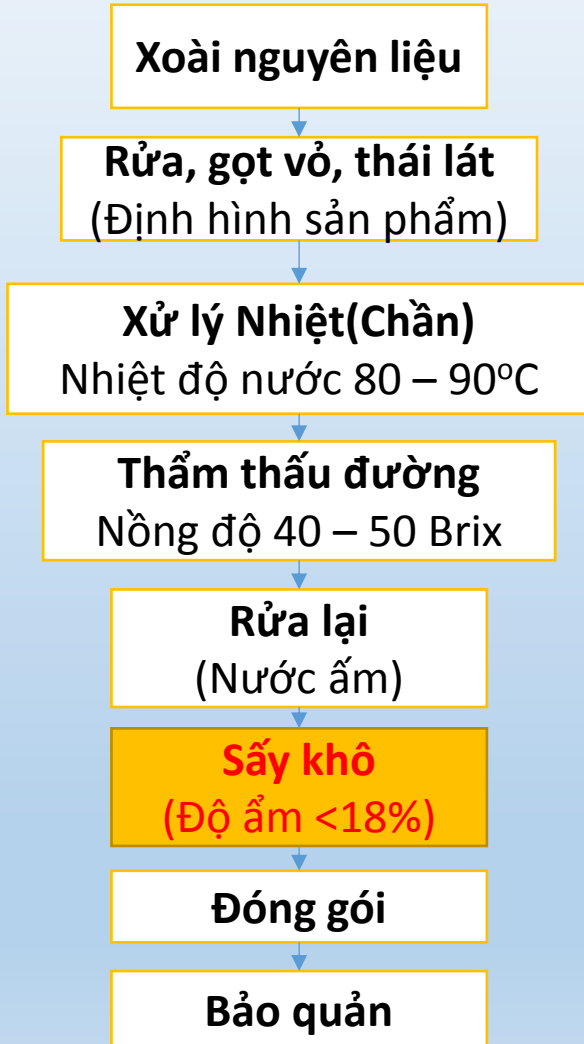 Xoài nguyên liệu
Rửa, gọt vỏ, thái lát
(Định hình sản phẩm)
Xử lý Nhiệt(Chần)
Nhiệt độ nước 80 – 90ºC
Thẩm thấu đường
Nồng độ 40 – 50 Brix
Rửa lại
(Nước ấm)
Sấy khô
(Độ ẩm <18%)
Đóng gói
Bảo quản